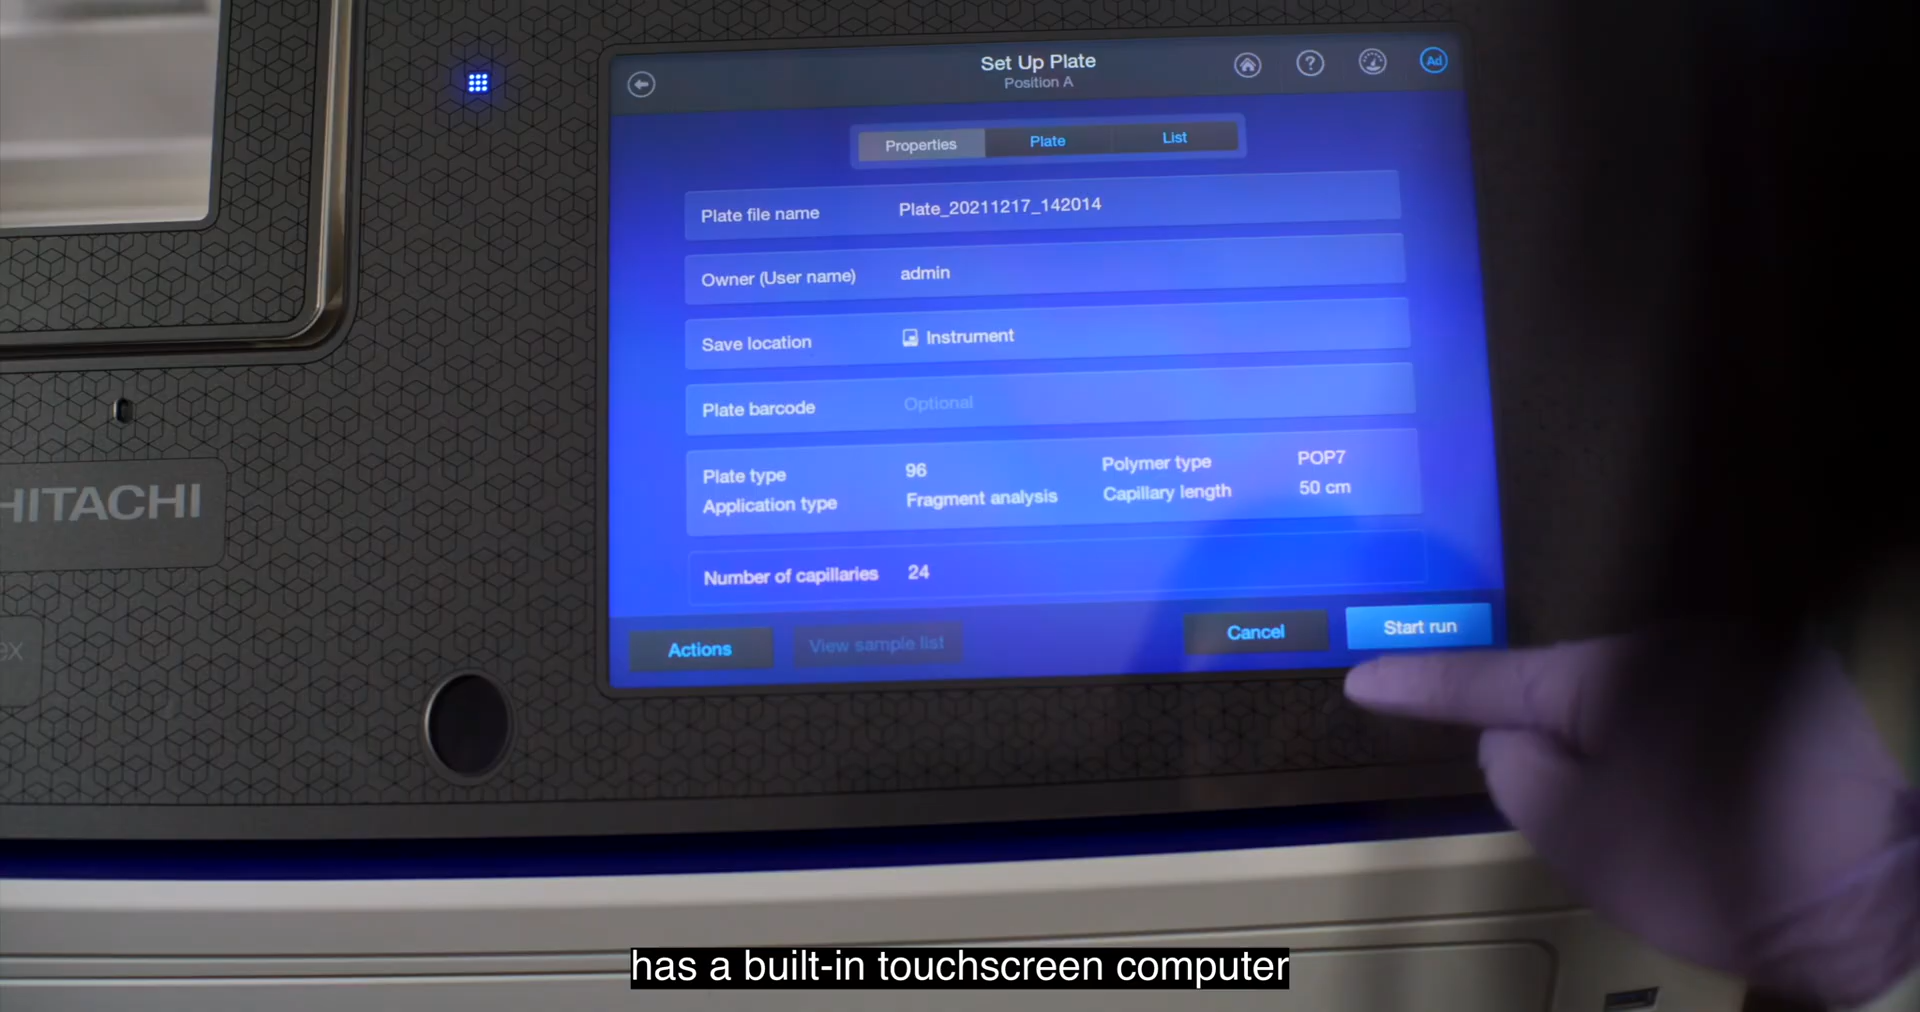 Set Up Plate
Position A
?
Ad
Properties
Plate
List
Plate file name
Plate_20211217_142014
Owner (User name)
admin
Save location
Instrument
Plate barcode
Optional
Plate type
96
Polymer type
POP7
Application type
Fragment analysis
Capillary length
50 cm
Number of capillaries
24
Actions
View sample list
Cancel
Start run
HITACHI
ex
has a built-in touchscreen computer